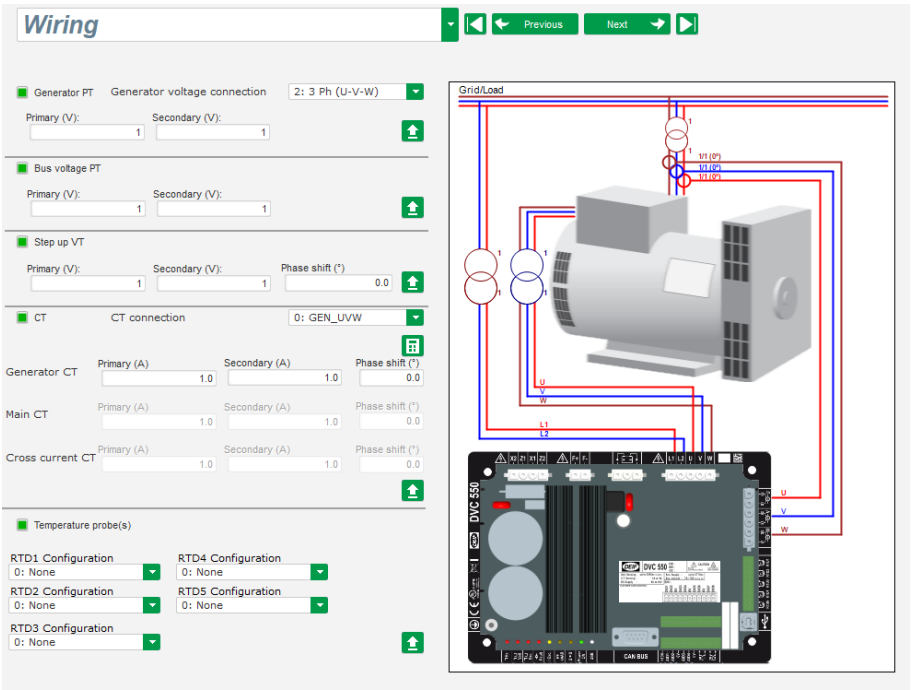 Wiring
Previous
Next
Generator PT Generator voltage connection 2: 3 Ph (U-V-W)
Primary (V): Secondary (V):
1 1
Bus voltage PT
Primary (V): Secondary (V):
1 1
Step up VT
Primary (V): Secondary (V): Phase shift (°)
1 1 0.0
CT CT connection 0: GEN_UVW
Primary (A) Secondary (A) Phase shift (°)
Generator CT 1.0 1.0 0.0
Primary (A) Secondary (A) Phase shift (°)
Main CT 1.0 1.0 0.0
Primary (A) Secondary (A) Phase shift (°)
Cross current CT 1.0 1.0 0.0
Temperature probe(s)
RTD1 Configuration RTD4 Configuration
0: None 0: None
RTD2 Configuration RTD5 Configuration
0: None 0: None
RTD3 Configuration
0: None
Grid/Load
1
1
1/1 (0°)
1/1 (0°)
1/1 (0°)
1 1
1 1
U
V
W
L1
L2
X2 Z1 X1 Z2 F+ F- L1 L2 U V W
DVC 550
U
V
W
DVC 550
CAN BUS